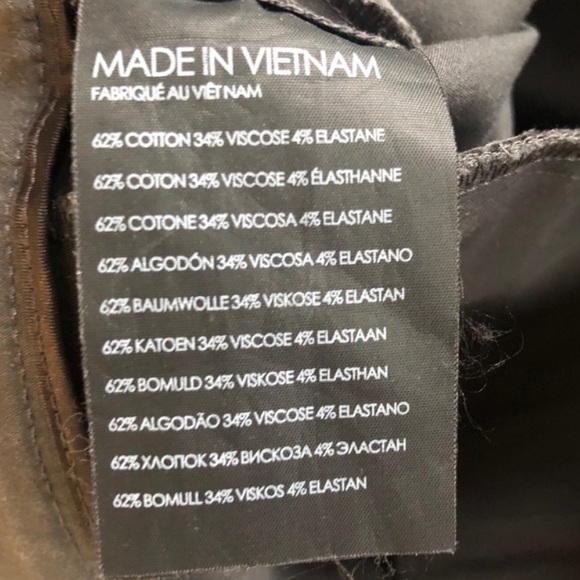 MADE IN VIETNAM
FABRIQUÉ AU VIÊT NAM
62% COTTON 34% VISCOSE 4% ELASTANE
62% COTON 34% VISCOSE 4% ÉLASTHANNE
62% COTONE 34% VISCOSA 4% ELASTANE
62% ALGODÓN 34% VISCOSA 4% ELASTANO
62% BAUMWOLLE 34% VISKOSE 4% ELASTAN
62% KATOEN 34% VISCOSE 4% ELASTAAN
62% BOMULD 34% VISKOSE 4% ELASTHAN
62% ALGODÃO 34% VISCOSE 4% ELASTANO
62% ХЛОПОК 34% ВИСКОЗА 4% ЭЛАСТАН
62% BOMULL 34% VISKOS 4% ELASTAN